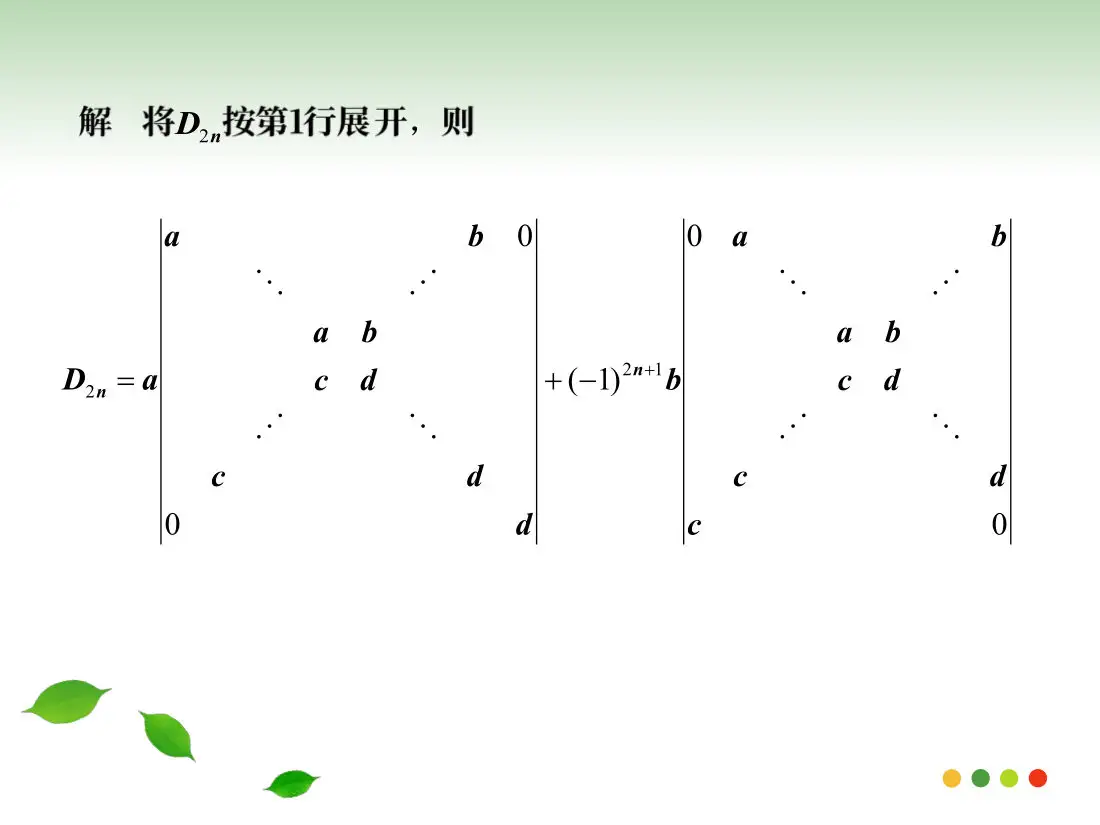 解 将D₂ₙ按第1行展开，则
a b 0 0 a b
⋱ ⋰ ⋱ ⋰
a b a b
D₂ₙ = a c d + (−1)²ⁿ⁺¹ b c d
⋰ ⋱ ⋰ ⋱
c d c d
0 d c 0